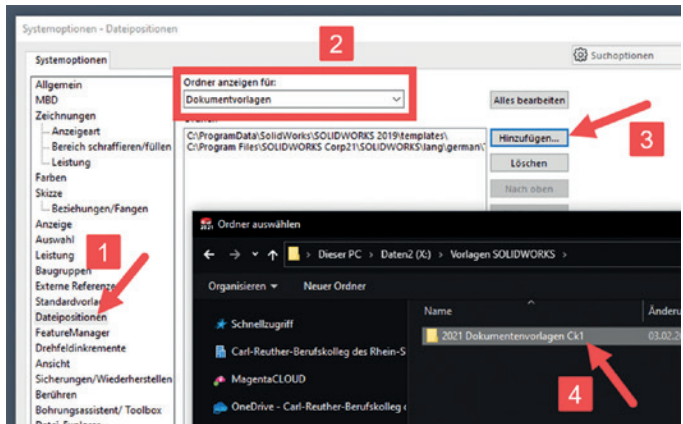 Systemoptionen - Dateipositionen
2
Suchoptionen
Systemoptionen
Allgemein
MBD
Zeichnungen
Anzeigeart
Bereich schraffieren/füllen
Leistung
Farben
Skizze
Beziehungen/Fangen
Anzeige
Auswahl
Leistung
Baugruppen
Externe Referenze
Standardvorla
Dateipositionen
FeatureManager
Drehfeldinkremente
Ansicht
Sicherungen/Wiederherstellen
Berühren
Bohrungsassistent/ Toolbox
1
Ordner anzeigen für:
Dokumentvorlagen
C:\ProgramData\SolidWorks\SOLIDWORKS 2019\templates\
C:\Program Files\SOLIDWORKS Corp21\SOLIDWORKS\lang\german\
Alles bearbeiten
Hinzufügen...
Löschen
Nach oben
3
Ordner auswählen
Dieser PC > Daten2 (X:) > Vorlagen SOLIDWORKS >
Organisieren
Neuer Ordner
Name
Änderu
Schnellzugriff
Carl-Reuther-Berufskolleg des Rhein-S
MagentaCLOUD
OneDrive - Carl-Reuther-Berufskolleg
2021 Dokumentenvorlagen Ck1
03.02.2
4